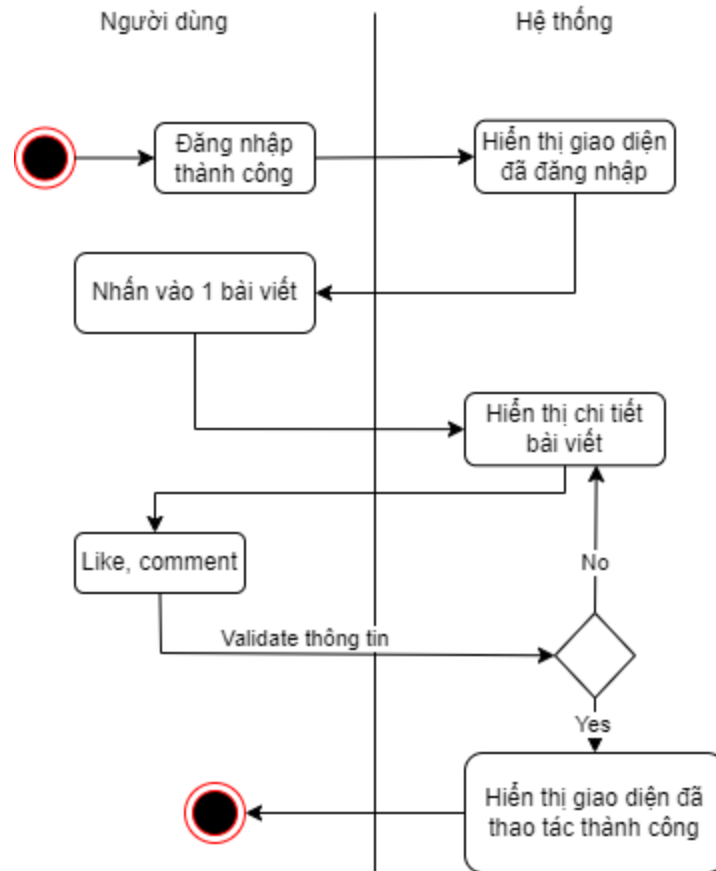 Người dùng
Hệ thống
Đăng nhập
thành công
Hiển thị giao diện
đã đăng nhập
Nhấn vào 1 bài viết
Hiển thị chi tiết
bài viết
Like, comment
No
Validate thông tin
Yes
Hiển thị giao diện đã
thao tác thành công